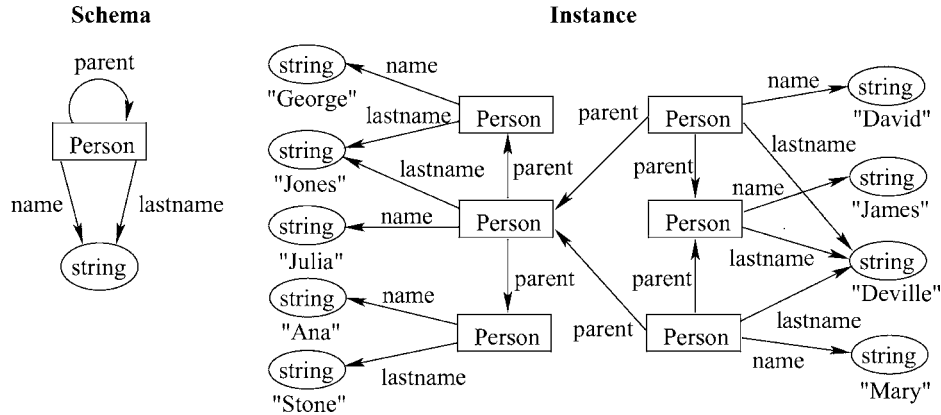 Schema
parent
Person
name
lastname
string
Instance
string
"George"
name
lastname
Person
string
"Jones"
lastname
parent
Person
name
string
"Julia"
parent
string
"Ana"
name
Person
string
"Stone"
lastname
parent
Person
name
string
"David"
lastname
parent
name
string
"James"
Person
lastname
string
"Deville"
parent
parent
Person
lastname
name
string
"Mary"